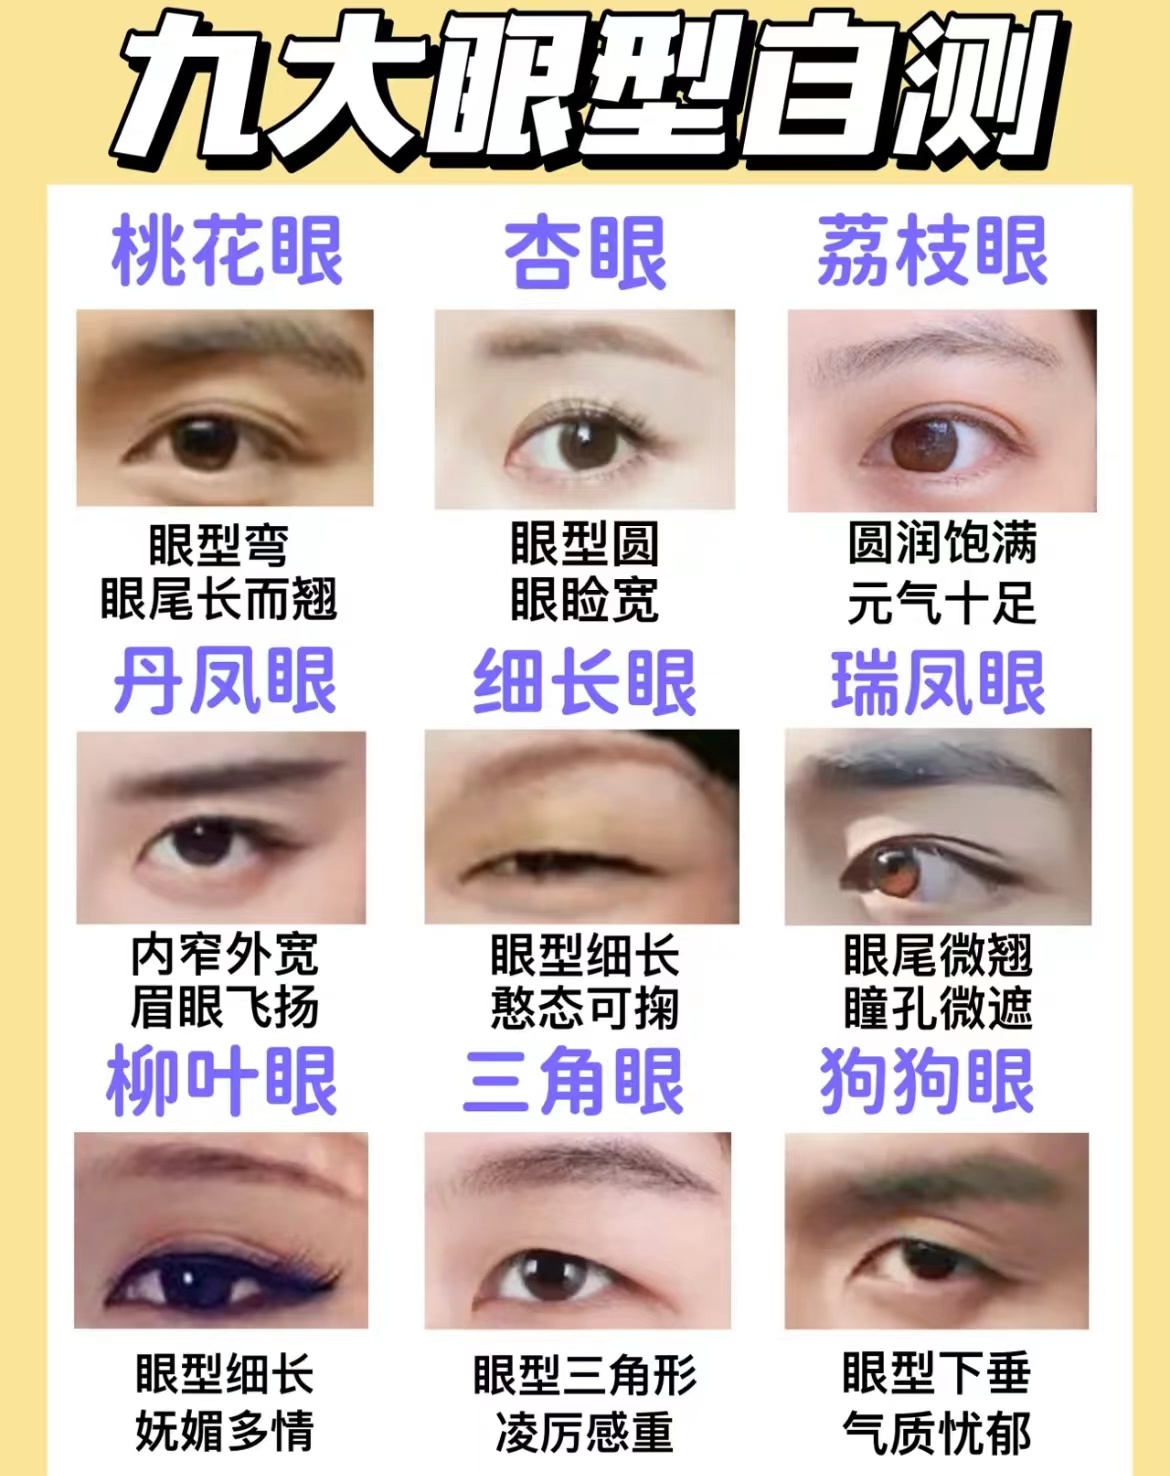 九大眼型自测
桃花眼
杏眼
荔枝眼
眼型弯
眼尾长而翘
眼型圆
眼睑宽
圆润饱满
元气十足
丹凤眼
细长眼
瑞凤眼
内窄外宽
眉眼飞扬
眼型细长
憨态可掬
眼尾微翘
瞳孔微遮
柳叶眼
三角眼
狗狗眼
眼型细长
妩媚多情
眼型三角形
凌厉感重
眼型下垂
气质忧郁